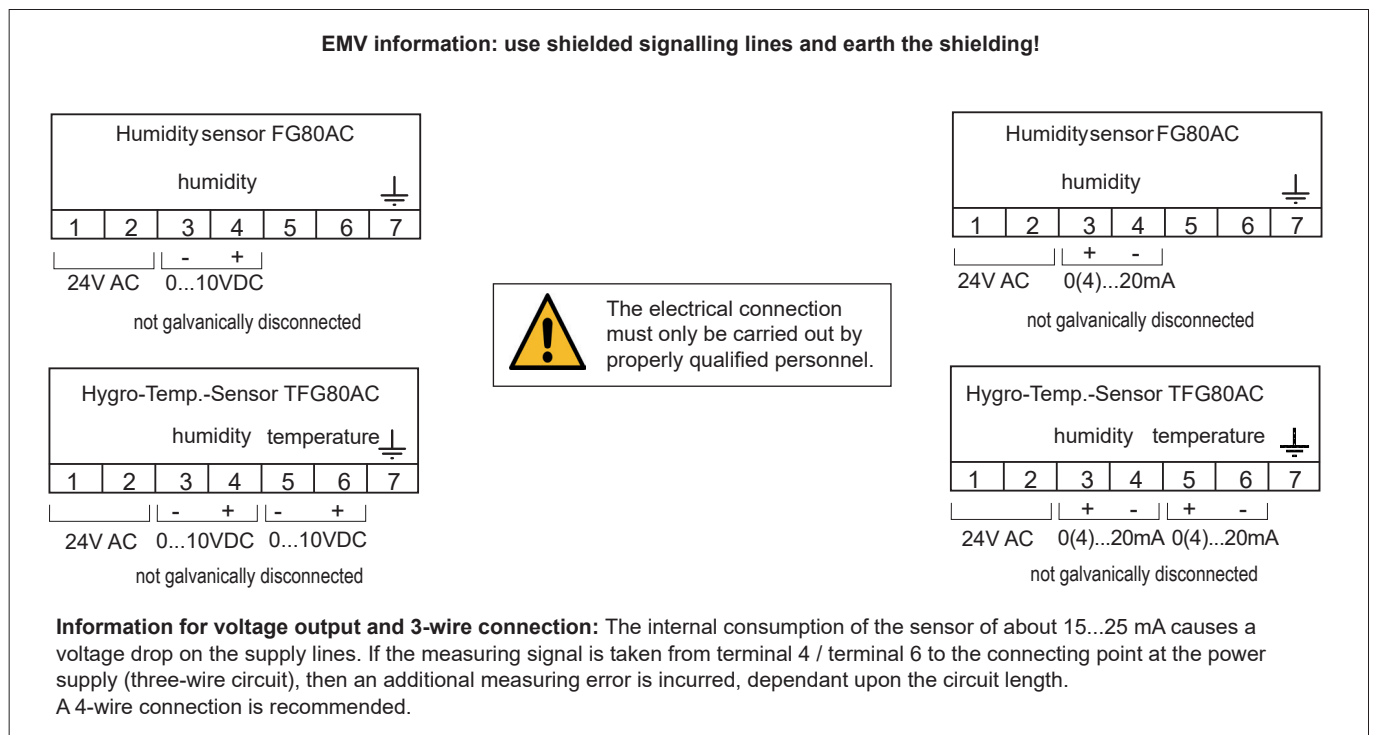 EMV information: use shielded signalling lines and earth the shielding!
Humidity sensor FG80AC
humidity
1 2 3 4 5 6 7
- +
24V AC 0...10VDC
not galvanically disconnected
Humidity sensor FG80AC
humidity
1 2 3 4 5 6 7
+ -
24V AC 0(4)...20mA
not galvanically disconnected
The electrical connection
must only be carried out by
properly qualified personnel.
Hygro-Temp.-Sensor TFG80AC
humidity temperature
1 2 3 4 5 6 7
- + - +
24V AC 0...10VDC 0...10VDC
not galvanically disconnected
Hygro-Temp.-Sensor TFG80AC
humidity temperature
1 2 3 4 5 6 7
+ - + -
24V AC 0(4)...20mA 0(4)...20mA
not galvanically disconnected
Information for voltage output and 3-wire connection: The internal consumption of the sensor of about 15...25 mA causes a
voltage drop on the supply lines. If the measuring signal is taken from terminal 4 / terminal 6 to the connecting point at the power
supply (three-wire circuit), then an additional measuring error is incurred, dependant upon the circuit length.
A 4-wire connection is recommended.